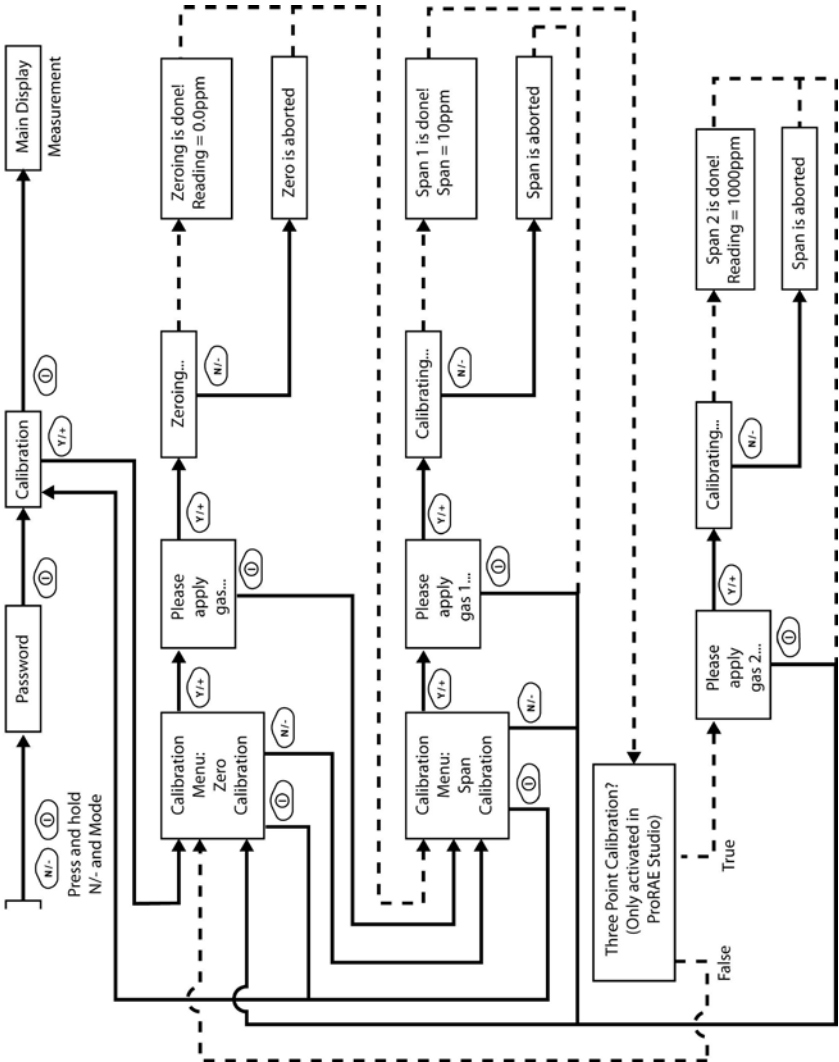 N/-
Press and hold
N/- and Mode
Password
Calibration
Y/+
Main Display
Measurement
Calibration
Menu:
Zero
Calibration
N/-
Y/+
Please
apply
gas...
Y/+
Zeroing...
N/-
Zeroing is done!
Reading = 0.0ppm
Zero is aborted
Calibration
Menu:
Span
Calibration
N/-
Y/+
Please
apply
gas 1...
Y/+
Calibrating...
N/-
Span 1 is done!
Span = 10ppm
Span is aborted
Three Point Calibration?
(Only activated in
ProRAE Studio)
False
True
Please
apply
gas 2...
Y/+
Calibrating...
N/-
Span 2 is done!
Reading = 1000ppm
Span is aborted